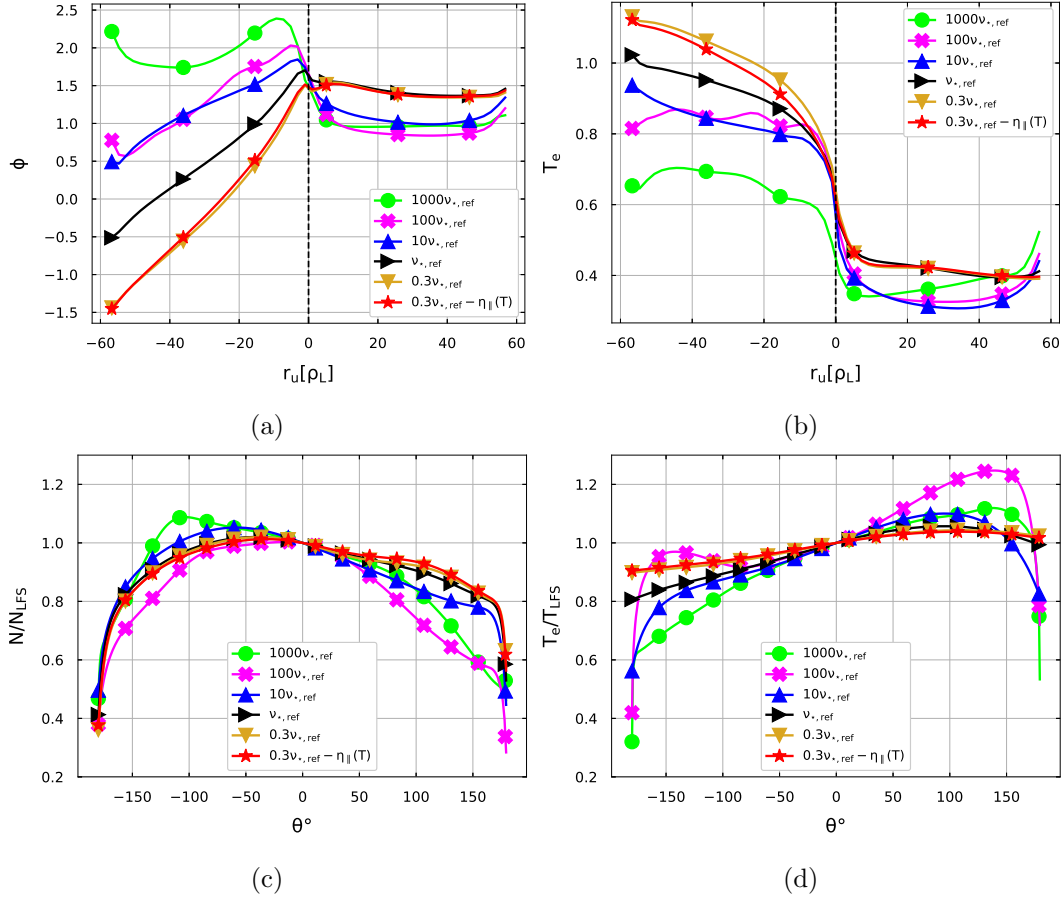 2.5
2.0
1.5
1.0
0.5
0.0
−0.5
−1.0
−1.5
ϕ
−60 −40 −20 0 20 40 60
r_u[ρ_L]
1000ν⋆,ref
100ν⋆,ref
10ν⋆,ref
ν⋆,ref
0.3ν⋆,ref
0.3ν⋆,ref − η∥(T)
(a)
1.0
0.8
0.6
0.4
T_e
−60 −40 −20 0 20 40 60
r_u[ρ_L]
1000ν⋆,ref
100ν⋆,ref
10ν⋆,ref
ν⋆,ref
0.3ν⋆,ref
0.3ν⋆,ref − η∥(T)
(b)
1.2
1.0
0.8
0.6
0.4
0.2
N/N_LFS
−150 −100 −50 0 50 100 150
θ°
1000ν⋆,ref
100ν⋆,ref
10ν⋆,ref
ν⋆,ref
0.3ν⋆,ref
0.3ν⋆,ref − η∥(T)
(c)
1.2
1.0
0.8
0.6
0.4
0.2
T_e/T_LFS
−150 −100 −50 0 50 100 150
θ°
1000ν⋆,ref
100ν⋆,ref
10ν⋆,ref
ν⋆,ref
0.3ν⋆,ref
0.3ν⋆,ref − η∥(T)
(d)